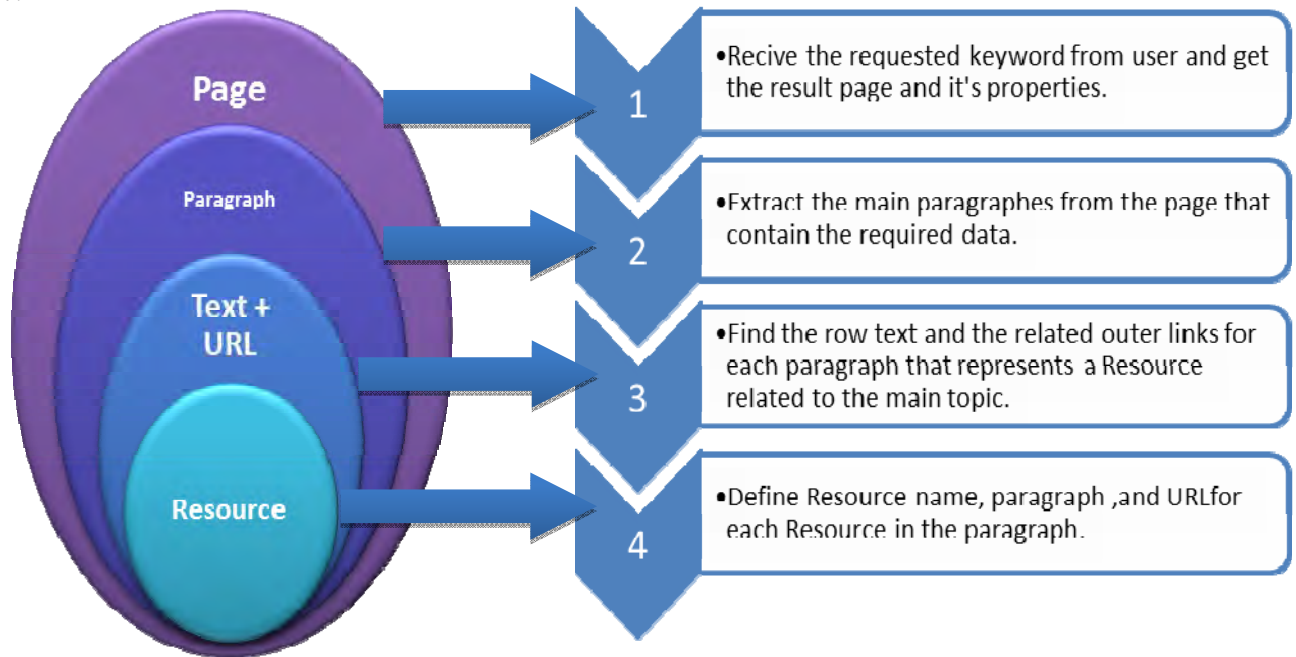 Page
Paragraph
Text +
URL
Resource
1
•Recive the requested keyword from user and get
the result page and it's properties.
2
•Extract the main paragraphes from the page that
contain the required data.
3
•Find the row text and the related outer links for
each paragraph that represents a Resource
related to the main topic.
4
•Define Resource name, paragraph ,and URLfor
each Resource in the paragraph.